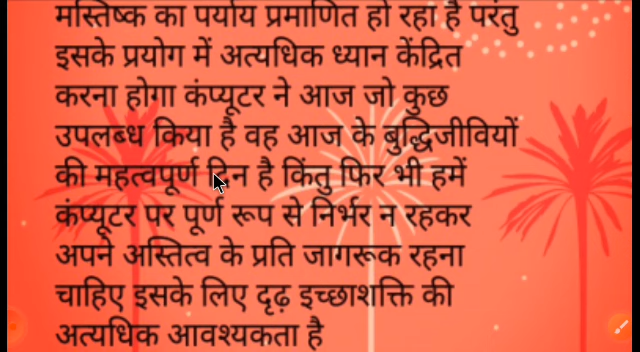 मस्तिष्क का पर्याय प्रमाणित हो रहा है परंतु
इसके प्रयोग में अत्यधिक ध्यान केंद्रित
करना होगा कंप्यूटर ने आज जो कुछ
उपलब्ध किया है वह आज के बुद्धिजीवियों
की महत्वपूर्ण दिन है किंतु फिर भी हमें
कंप्यूटर पर पूर्ण रूप से निर्भर न रहकर
अपने अस्तित्व के प्रति जागरूक रहना
चाहिए इसके लिए दृढ़ इच्छाशक्ति की
अत्यधिक आवश्यकता है